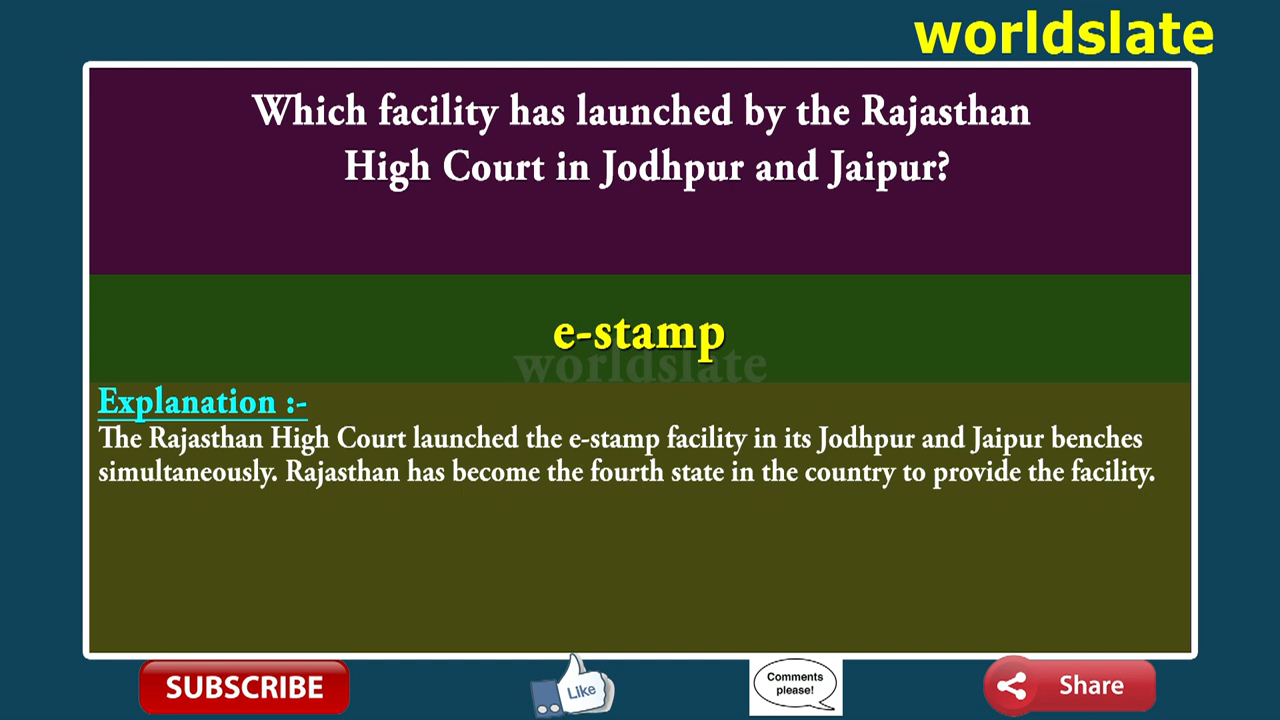 worldslate
Which facility has launched by the Rajasthan
High Court in Jodhpur and Jaipur?
e-stamp
worldslate
Explanation :-
The Rajasthan High Court launched the e-stamp facility in its Jodhpur and Jaipur benches
simultaneously. Rajasthan has become the fourth state in the country to provide the facility.
SUBSCRIBE
Like
Comments
please!
Share